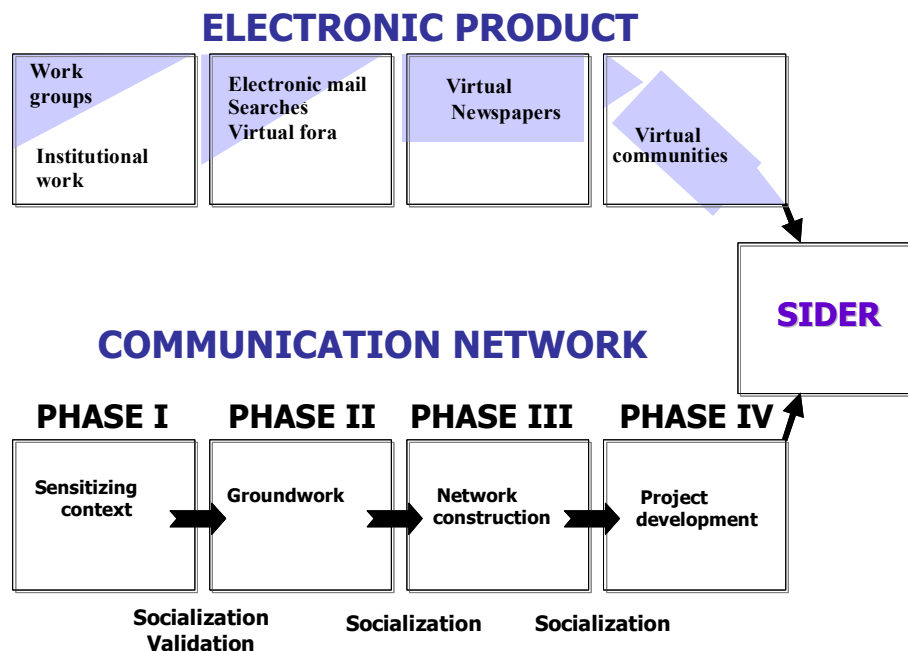 ELECTRONIC PRODUCT
Work
groups
Institutional
work
Electronic mail
Searches
Virtual fora
Virtual
Newspapers
Virtual
communities
SIDER
COMMUNICATION NETWORK
PHASE I
PHASE II
PHASE III
PHASE IV
Sensitizing
context
Groundwork
Network
construction
Project
development
Socialization
Validation
Socialization
Socialization